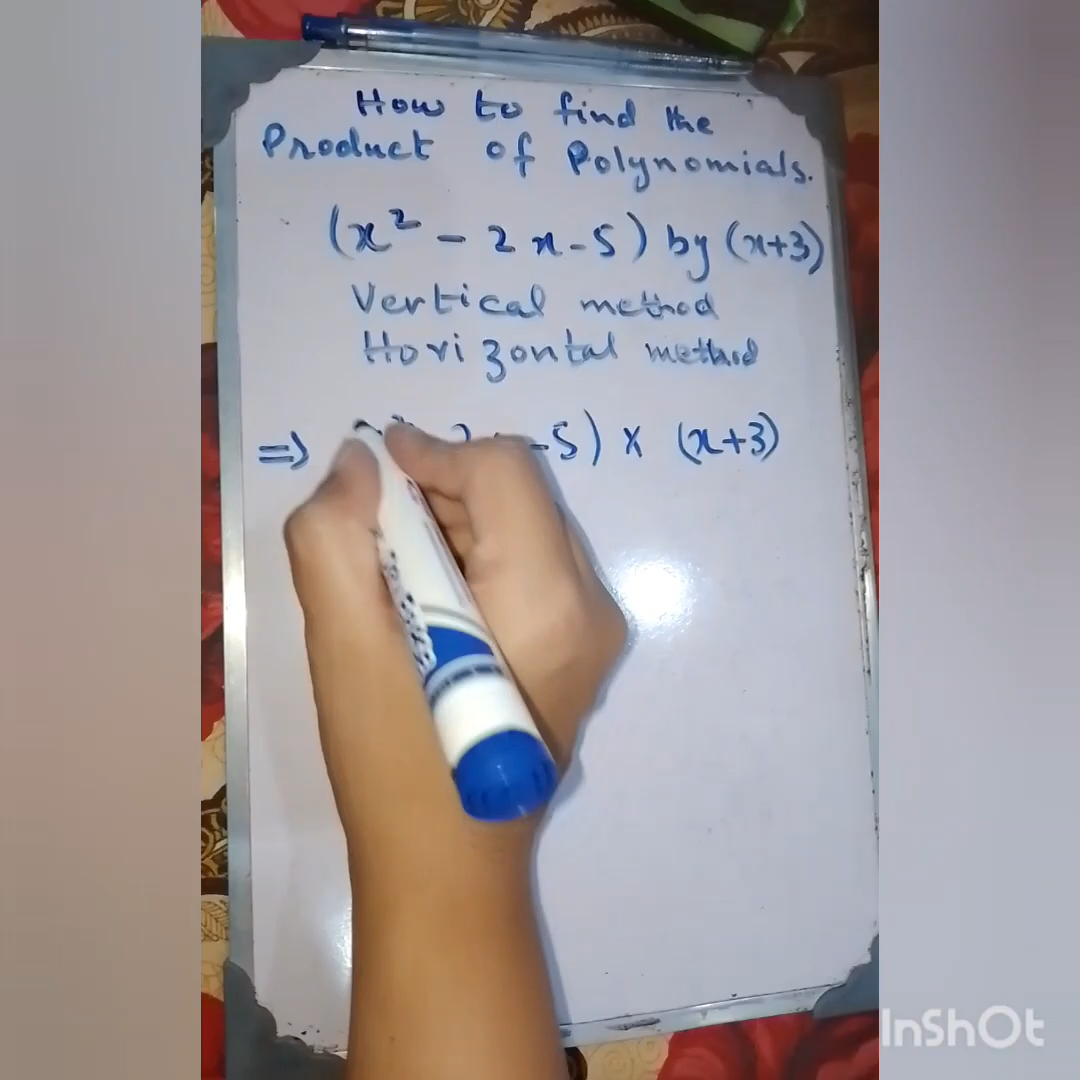 How to find the
Product of Polynomials.
(x² - 2x-5) by (x+3)
Vertical method
Horizontal method
⇒ -5) × (x+3)
InShOt